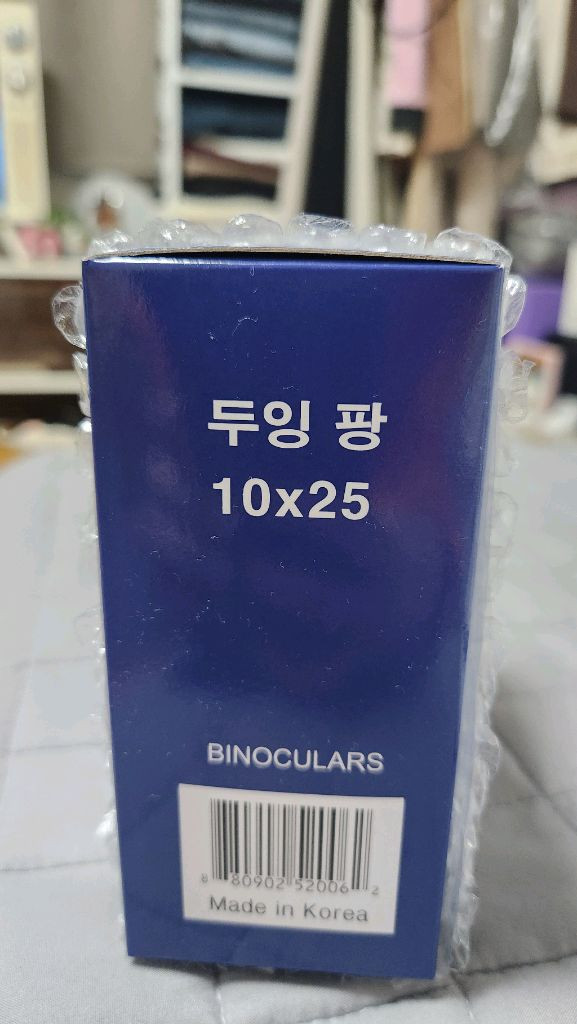 두잉 팡
10x25
BINOCULARS
8 80902 52006 2
Made in Korea